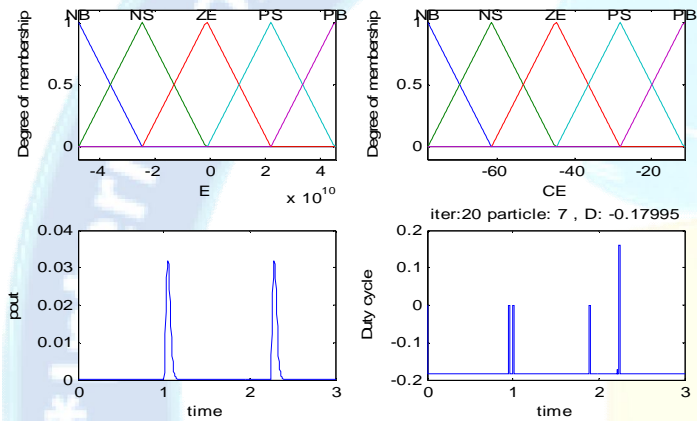 NB NS ZE PS PB
Degree of membership
1
0.5
0
-4 -2 0 2 4
E
x 10^10
NB NS ZE PS PB
Degree of membership
1
0.5
0
-60 -40 -20
CE
pout
0.04
0.03
0.02
0.01
0
0 1 2 3
time
iter:20 particle: 7 , D: -0.17995
Duty cycle
0.2
0.1
0
-0.1
-0.2
0 1 2 3
time